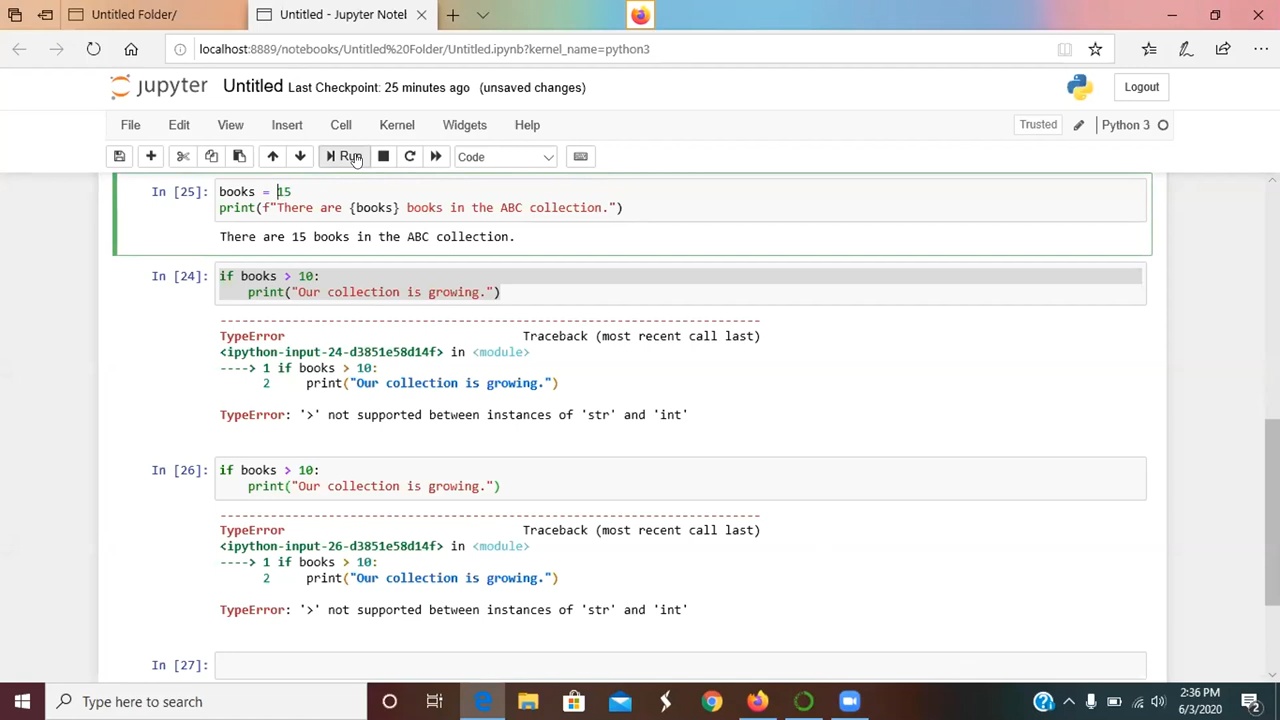 Untitled Folder/
Untitled - Jupyter Notel
localhost:8889/notebooks/Untitled%20Folder/Untitled.ipynb?kernel_name=python3
jupyter Untitled Last Checkpoint: 25 minutes ago (unsaved changes)
Logout
File Edit View Insert Cell Kernel Widgets Help
Trusted
Python 3
Run
Code
In [25]: books = 15
print(f"There are {books} books in the ABC collection.")
There are 15 books in the ABC collection.
In [24]: if books > 10:
print("Our collection is growing.")
---------------------------------------------------------------------------
TypeError Traceback (most recent call last)
<ipython-input-24-d3851e58d14f> in <module>
----> 1 if books > 10:
2 print("Our collection is growing.")
TypeError: '>' not supported between instances of 'str' and 'int'
In [26]: if books > 10:
print("Our collection is growing.")
---------------------------------------------------------------------------
TypeError Traceback (most recent call last)
<ipython-input-26-d3851e58d14f> in <module>
----> 1 if books > 10:
2 print("Our collection is growing.")
TypeError: '>' not supported between instances of 'str' and 'int'
In [27]:
Type here to search
2:36 PM
6/3/2020
2